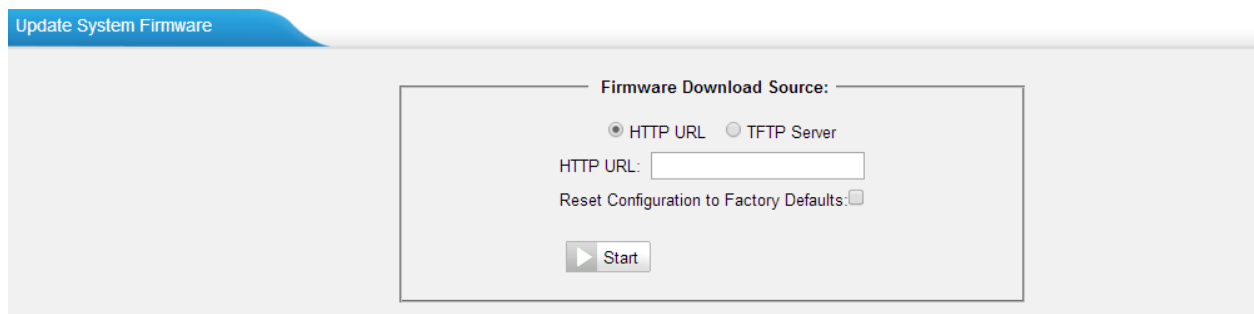 Update System Firmware
Firmware Download Source:
HTTP URL TFTP Server
HTTP URL:
Reset Configuration to Factory Defaults:
Start